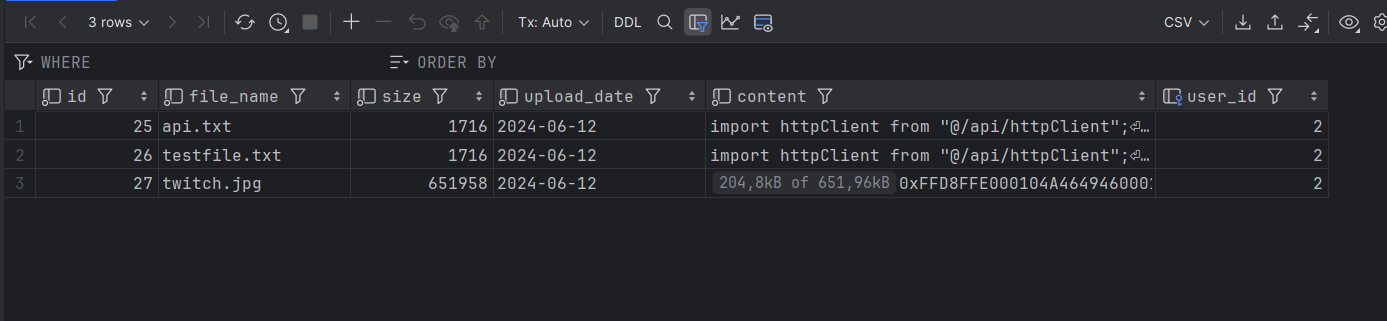 3 rows Tx: Auto DDL CSV
WHERE ORDER BY
id file_name size upload_date content user_id
1 25 api.txt 1716 2024-06-12 import httpClient from "@/api/httpClient";⏎… 2
2 26 testfile.txt 1716 2024-06-12 import httpClient from "@/api/httpClient";⏎… 2
3 27 twitch.jpg 651958 2024-06-12 204,8kB of 651,96kB 0xFFD8FFE000104A4649460001 2